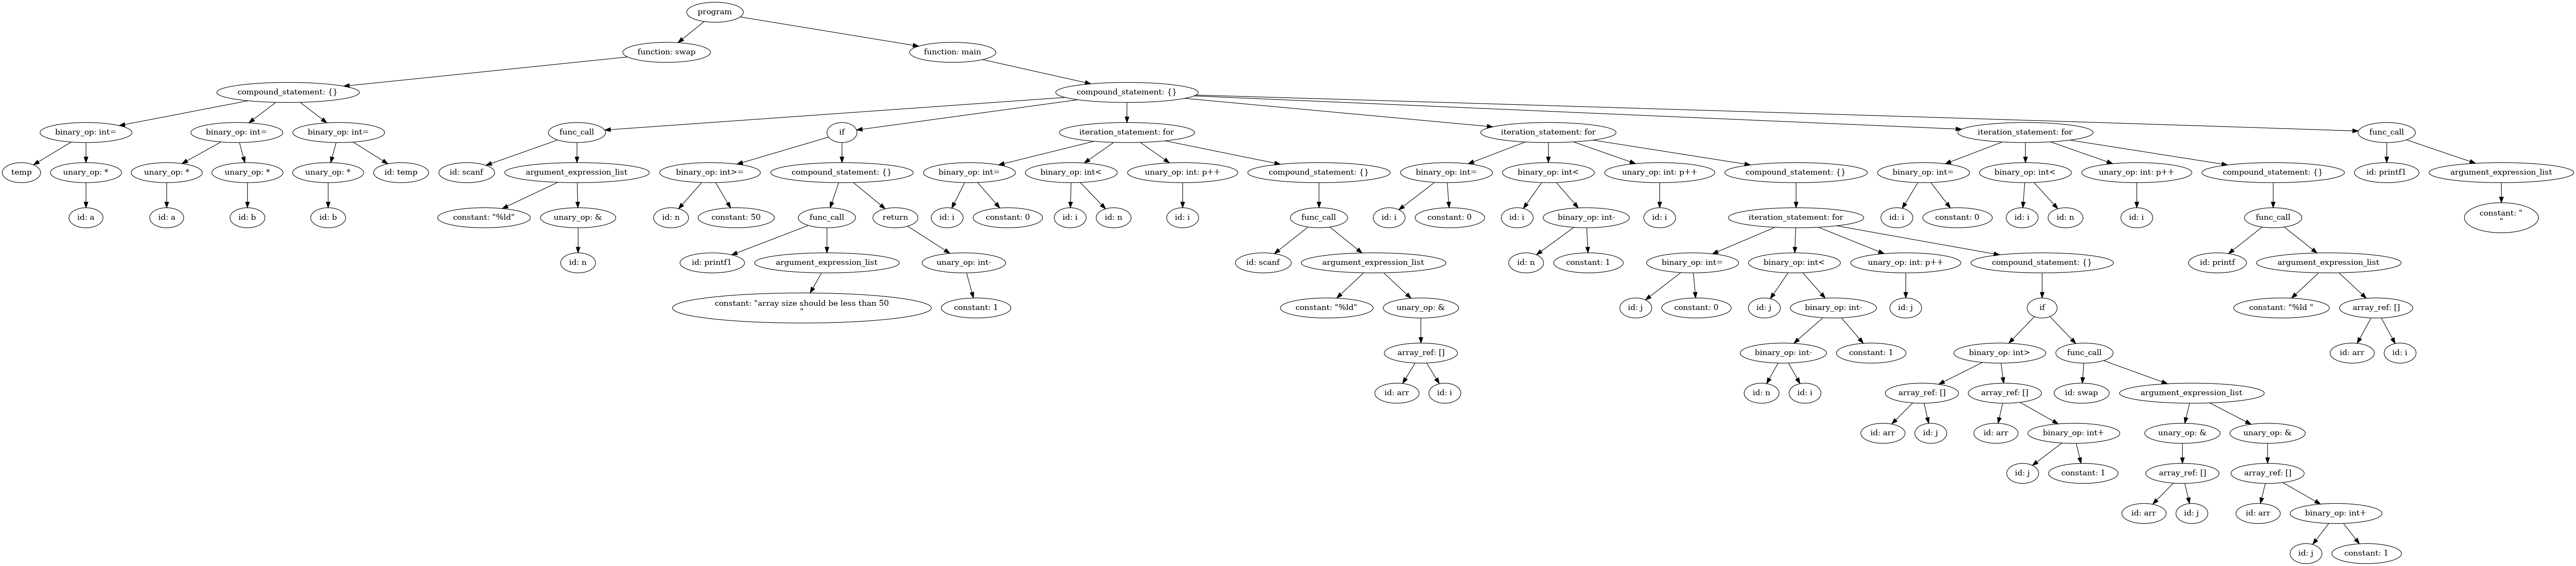 program
function: swap
function: main
compound_statement: {}
compound_statement: {}
binary_op: int=
binary_op: int=
binary_op: int=
func_call
if
iteration_statement: for
iteration_statement: for
iteration_statement: for
func_call
temp
unary_op: *
unary_op: *
unary_op: *
unary_op: *
id: temp
id: scanf
argument_expression_list
binary_op: int>=
compound_statement: {}
binary_op: int=
binary_op: int<
unary_op: int: p++
compound_statement: {}
binary_op: int=
binary_op: int<
unary_op: int: p++
compound_statement: {}
binary_op: int=
binary_op: int<
unary_op: int: p++
compound_statement: {}
id: printf1
argument_expression_list
id: a
id: a
id: b
id: b
constant: "%ld"
unary_op: &
id: n
constant: 50
func_call
return
id: i
constant: 0
id: i
id: n
id: i
func_call
id: i
constant: 0
id: i
binary_op: int-
id: i
iteration_statement: for
id: i
constant: 0
id: i
id: n
id: i
func_call
constant: "
"
id: n
id: printf1
argument_expression_list
unary_op: int-
id: scanf
argument_expression_list
id: n
constant: 1
binary_op: int=
binary_op: int<
unary_op: int: p++
compound_statement: {}
id: printf
argument_expression_list
constant: "array size should be less than 50
"
constant: 1
constant: "%ld"
unary_op: &
id: j
constant: 0
id: j
binary_op: int-
id: j
if
constant: "%ld "
array_ref: []
array_ref: []
binary_op: int-
constant: 1
binary_op: int>
func_call
id: arr
id: i
id: arr
id: i
id: n
id: i
array_ref: []
array_ref: []
id: swap
argument_expression_list
id: arr
id: j
id: arr
binary_op: int+
unary_op: &
unary_op: &
id: j
constant: 1
array_ref: []
array_ref: []
id: arr
id: j
id: arr
binary_op: int+
id: j
constant: 1